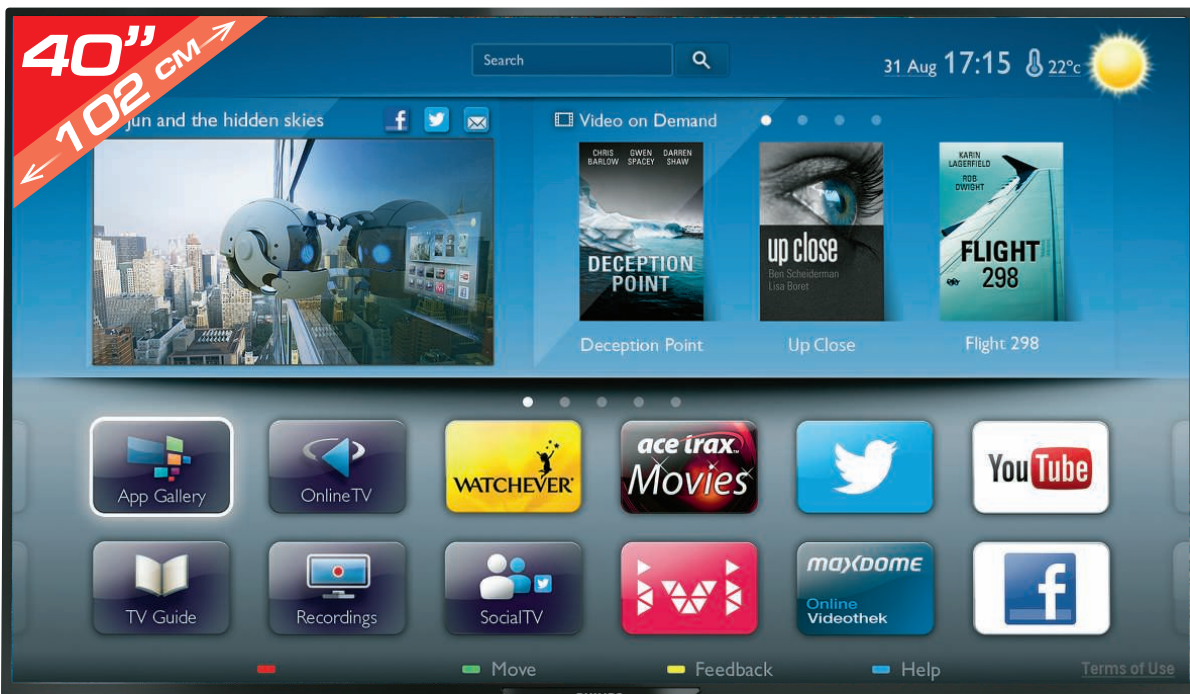 40”
102 CM
Search
31 Aug 17:15 22°c
jun and the hidden skies
Video on Demand
CHRIS BARLOW GWEN SPACEY DARREN SHAW
DECEPTION
POINT
up close
Ben Scheiderman
Lisa Boret
KARIN
LAGERFIELD
ROB
DWIGHT
FLIGHT
298
Deception Point
Up Close
Flight 298
App Gallery
OnlineTV
WATCHEVER
ace trax
Movies
You Tube
TV Guide
Recordings
SocialTV
iwi
maxdome
Online
Videothek
f
Move
Feedback
Help
Terms of Use